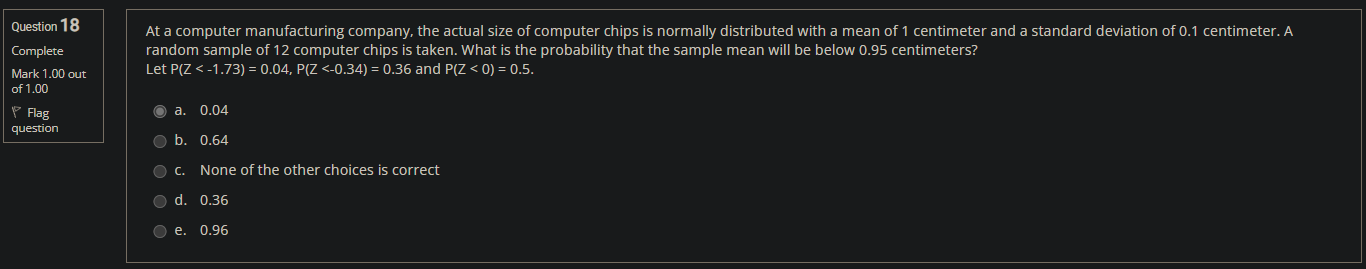 Question 18
Complete
Mark 1.00 out
of 1.00
Flag
question
At a computer manufacturing company, the actual size of computer chips is normally distributed with a mean of 1 centimeter and a standard deviation of 0.1 centimeter. A
random sample of 12 computer chips is taken. What is the probability that the sample mean will be below 0.95 centimeters?
Let P(Z < -1.73) = 0.04, P(Z <-0.34) = 0.36 and P(Z < 0) = 0.5.
a. 0.04
b. 0.64
c. None of the other choices is correct
d. 0.36
e. 0.96